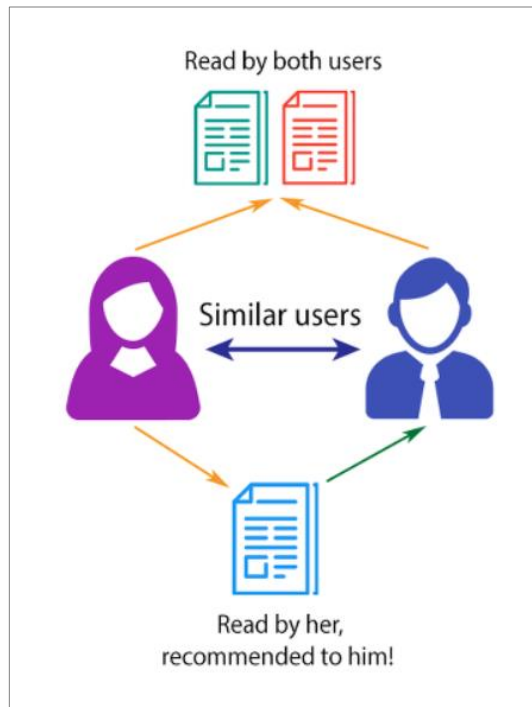 Read by both users
Similar users
Read by her,
recommended to him!